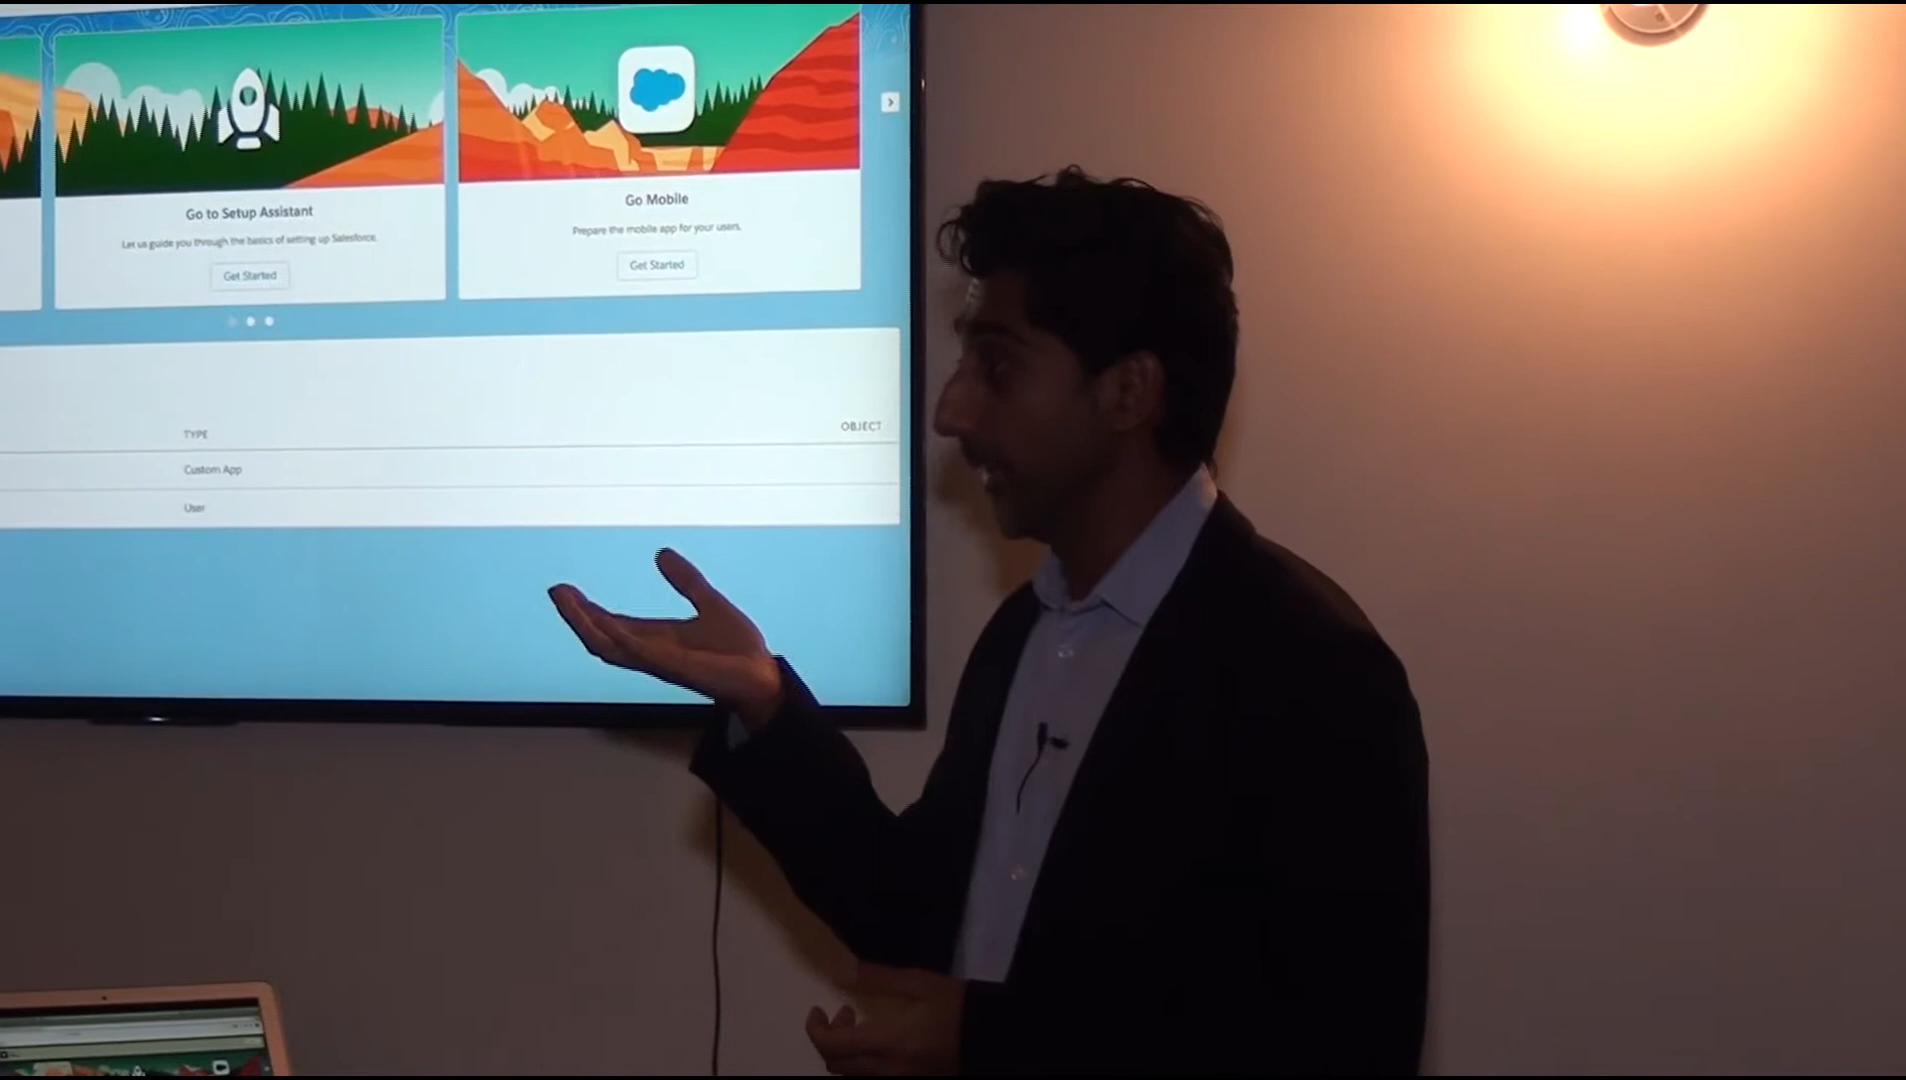 Go to Setup Assistant
Let us guide you through the basics of setting up Salesforce.
Get Started
Go Mobile
Prepare the mobile app for your users.
Get Started
TYPE
OBJECT
Custom App
User